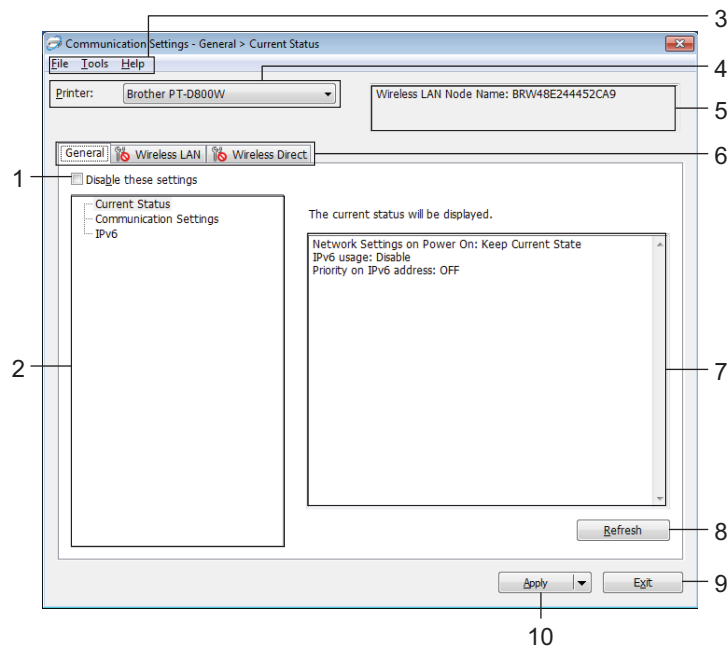 3
Communication Settings - General > Current Status
File Tools Help
4
Printer: Brother PT-D800W
Wireless LAN Node Name: BRW48E244452CA9
5
General Wireless LAN Wireless Direct
6
1
Disable these settings
Current Status
Communication Settings
IPv6
The current status will be displayed.
Network Settings on Power On: Keep Current State
IPv6 usage: Disable
Priority on IPv6 address: OFF
2
7
Refresh
8
Apply Exit
9
10